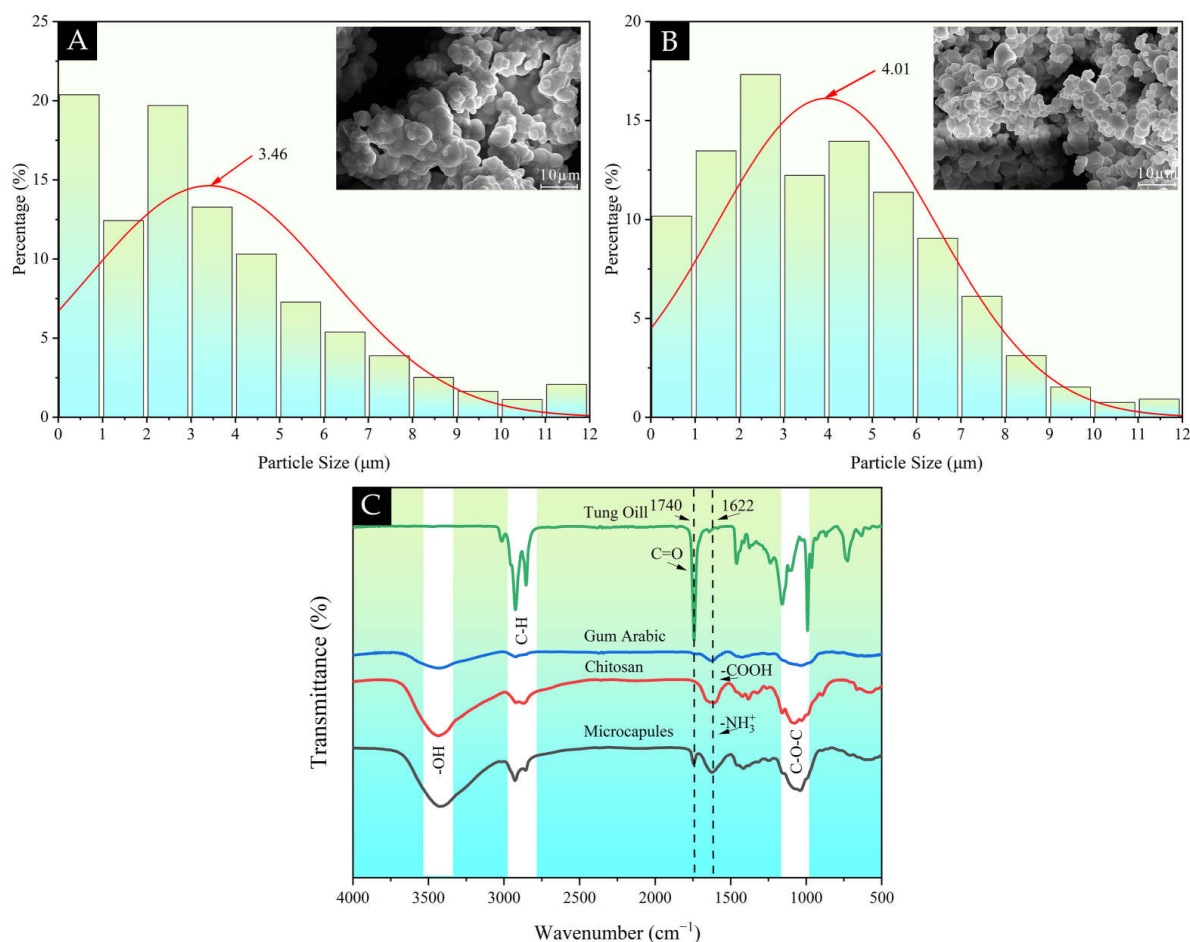 A
25
20
15
10
5
0
Percentage (%)
3.46
10μm
0 1 2 3 4 5 6 7 8 9 10 11 12
Particle Size (μm)
B
20
15
10
5
0
Percentage (%)
4.01
10μm
0 1 2 3 4 5 6 7 8 9 10 11 12
Particle Size (μm)
C
Transmittance (%)
1740
1622
Tung Oill
C=O
C-H
Gum Arabic
-COOH
Chitosan
-NH₃⁺
Microcapules
-OH
C-O-C
4000 3500 3000 2500 2000 1500 1000 500
Wavenumber (cm⁻¹)